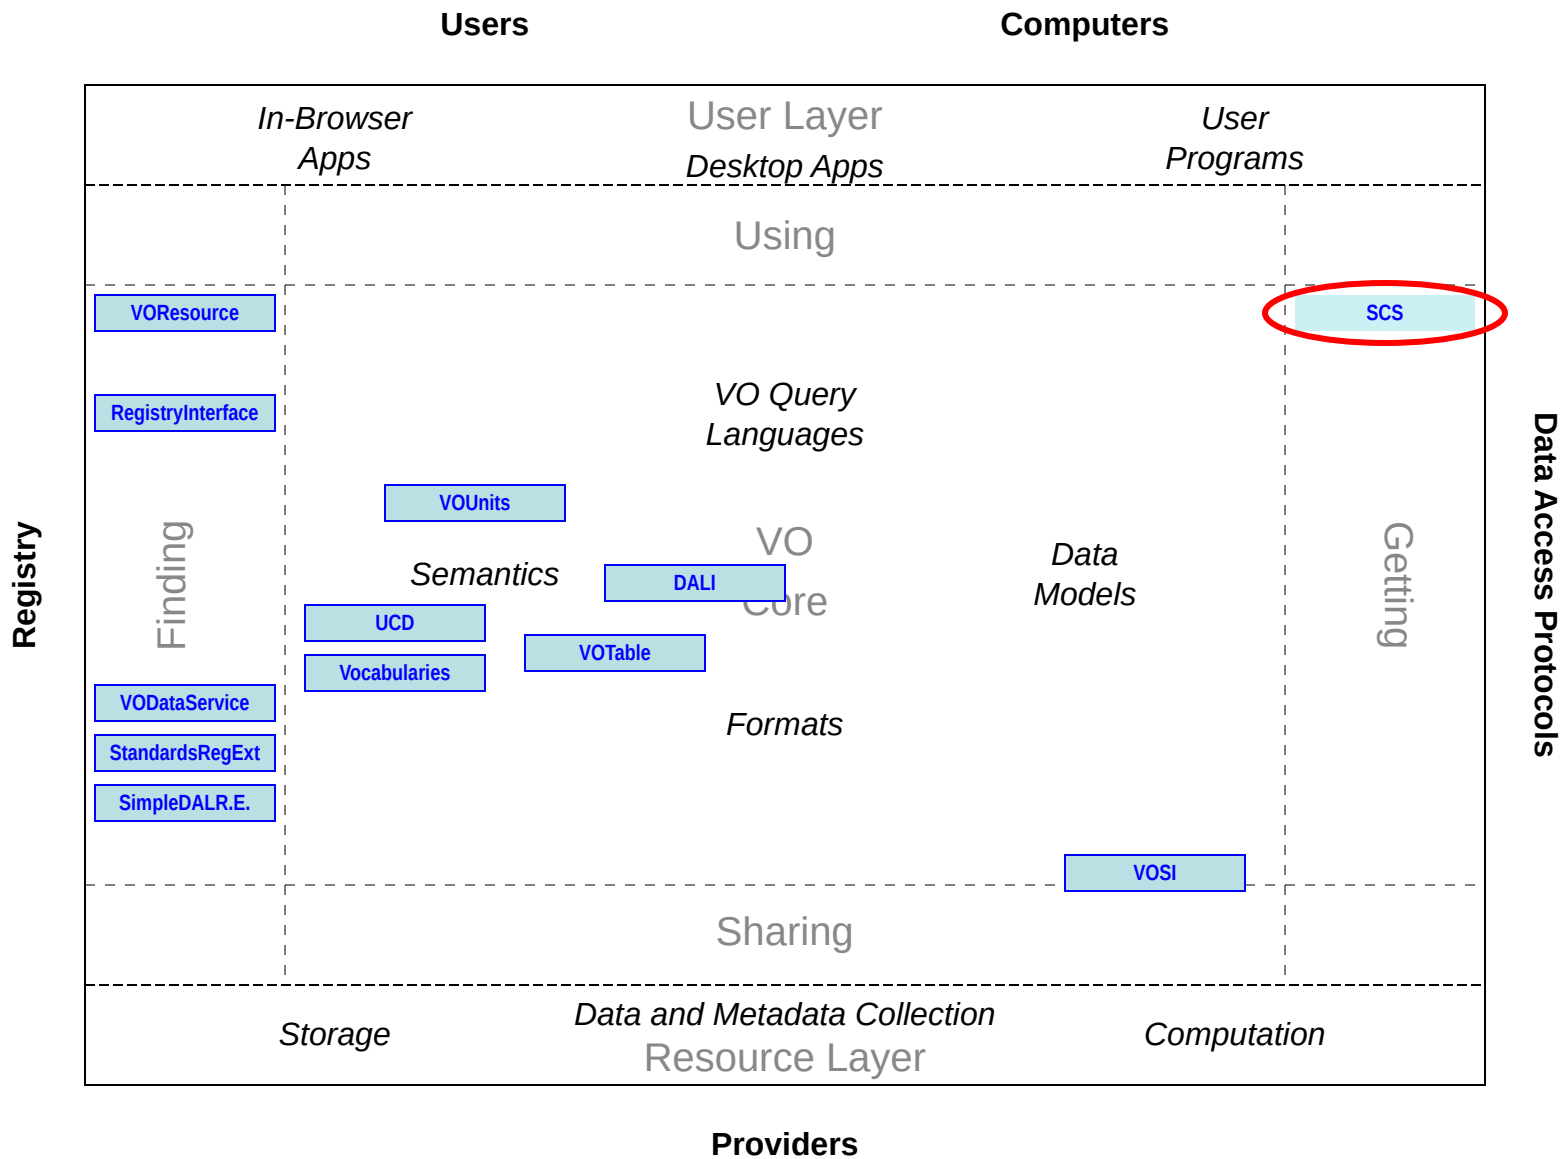 Users
Computers
In-Browser
Apps
User Layer
Desktop Apps
User
Programs
Using
VOResource
SCS
RegistryInterface
VO Query
Languages
VOUnits
Registry
Finding
Semantics
VO
Core
DALI
Data
Models
Getting
Data Access Protocols
UCD
VOTable
Vocabularies
VODataService
Formats
StandardsRegExt
SimpleDALR.E.
VOSI
Sharing
Storage
Data and Metadata Collection
Resource Layer
Computation
Providers